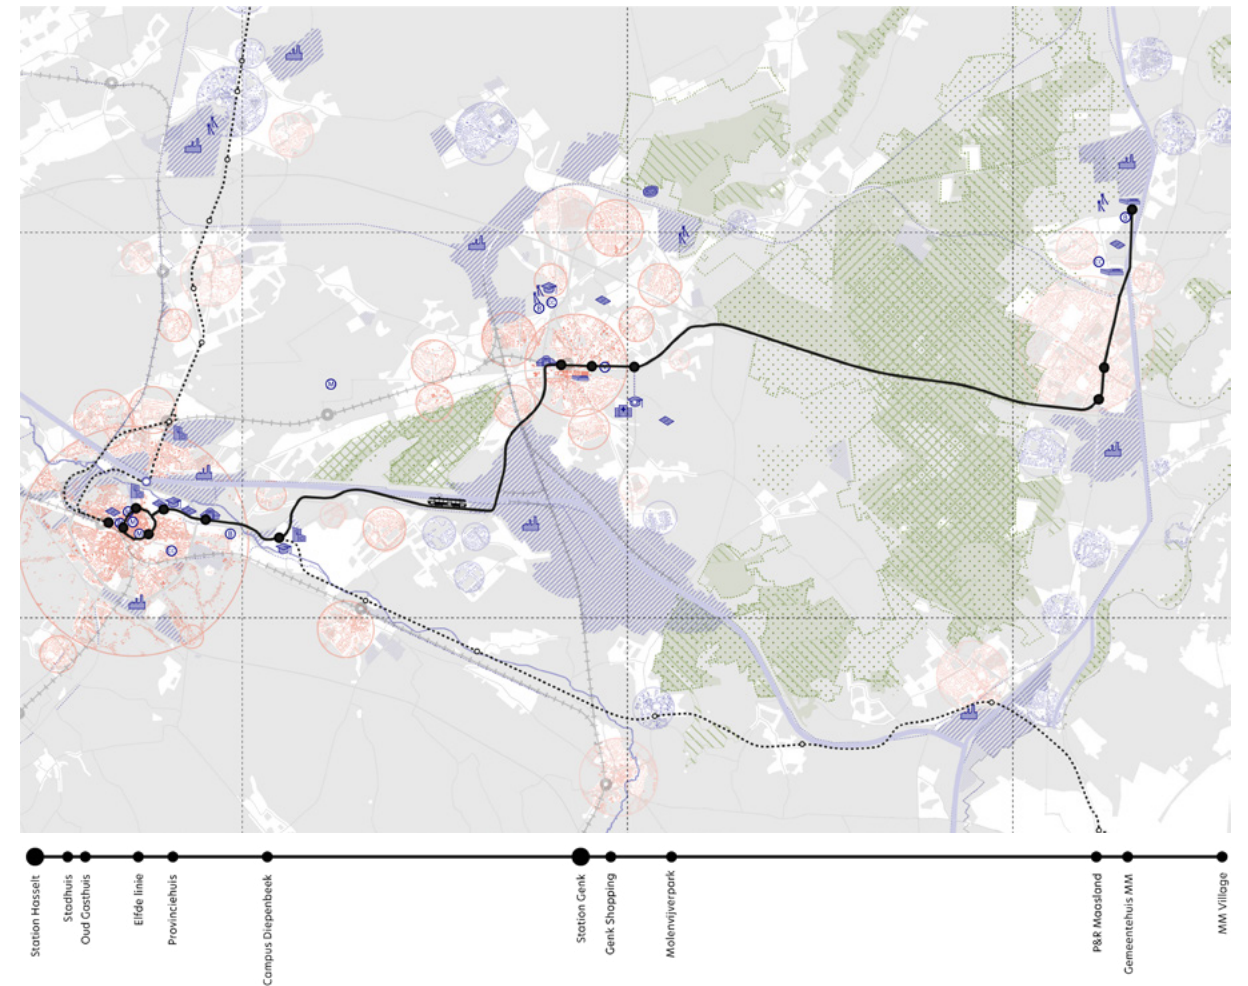 Station Hasselt
Stadhuis
Oud Gasthuis
Elfde linie
Provinciehuis
Campus Diepenbeek
Station Genk
Genk Shopping
Molenvijverpark
P&R Maasland
Gemeentehuis MM
MM Village